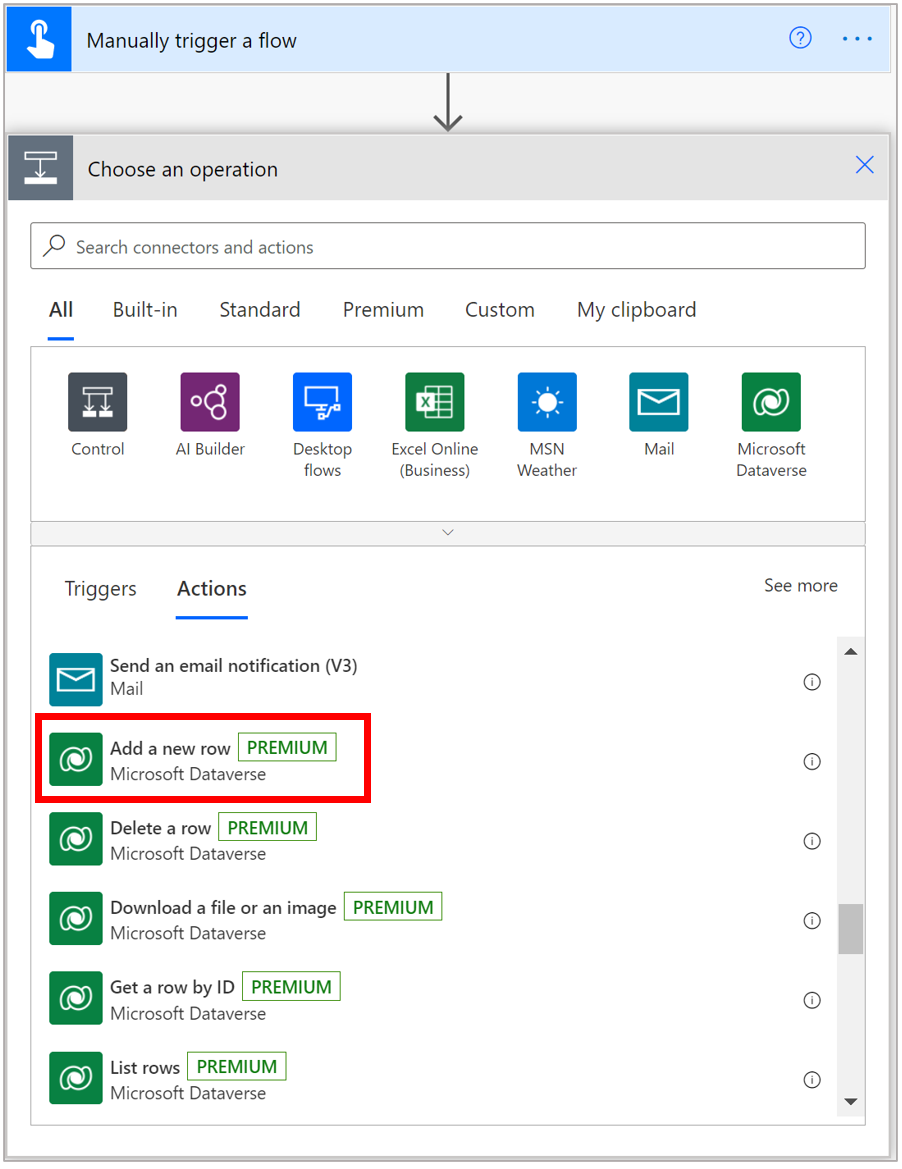 Manually trigger a flow
Choose an operation
Search connectors and actions
All Built-in Standard Premium Custom My clipboard
Control AI Builder Desktop flows Excel Online (Business) MSN Weather Mail Microsoft Dataverse
Triggers Actions See more
Send an email notification (V3)
Mail
Add a new row PREMIUM
Microsoft Dataverse
Delete a row PREMIUM
Microsoft Dataverse
Download a file or an image PREMIUM
Microsoft Dataverse
Get a row by ID PREMIUM
Microsoft Dataverse
List rows PREMIUM
Microsoft Dataverse